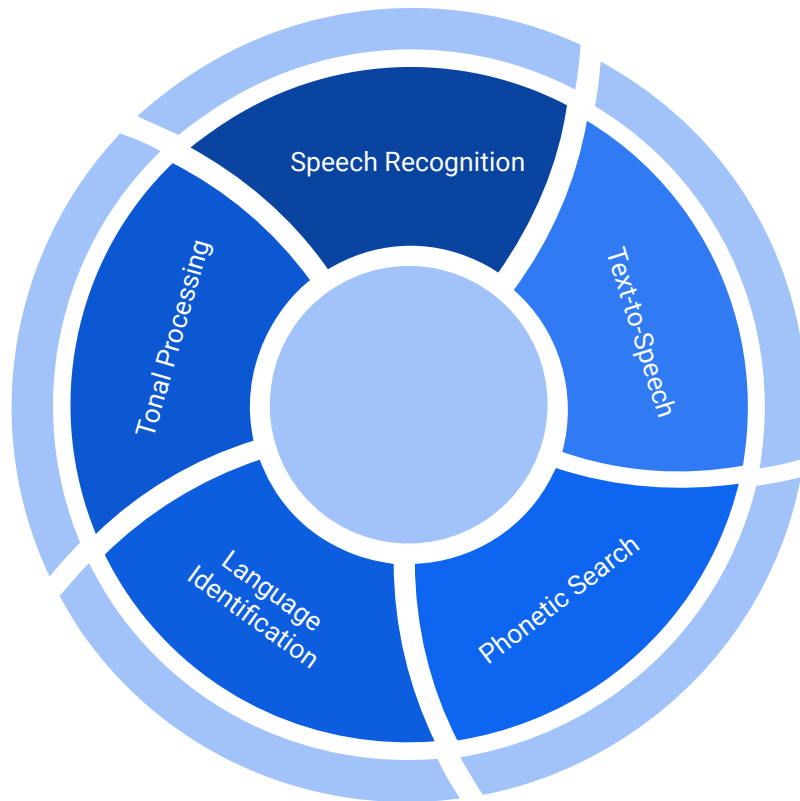 Speech Recognition
Text-to-Speech
Phonetic Search
Language
Identification
Tonal Processing